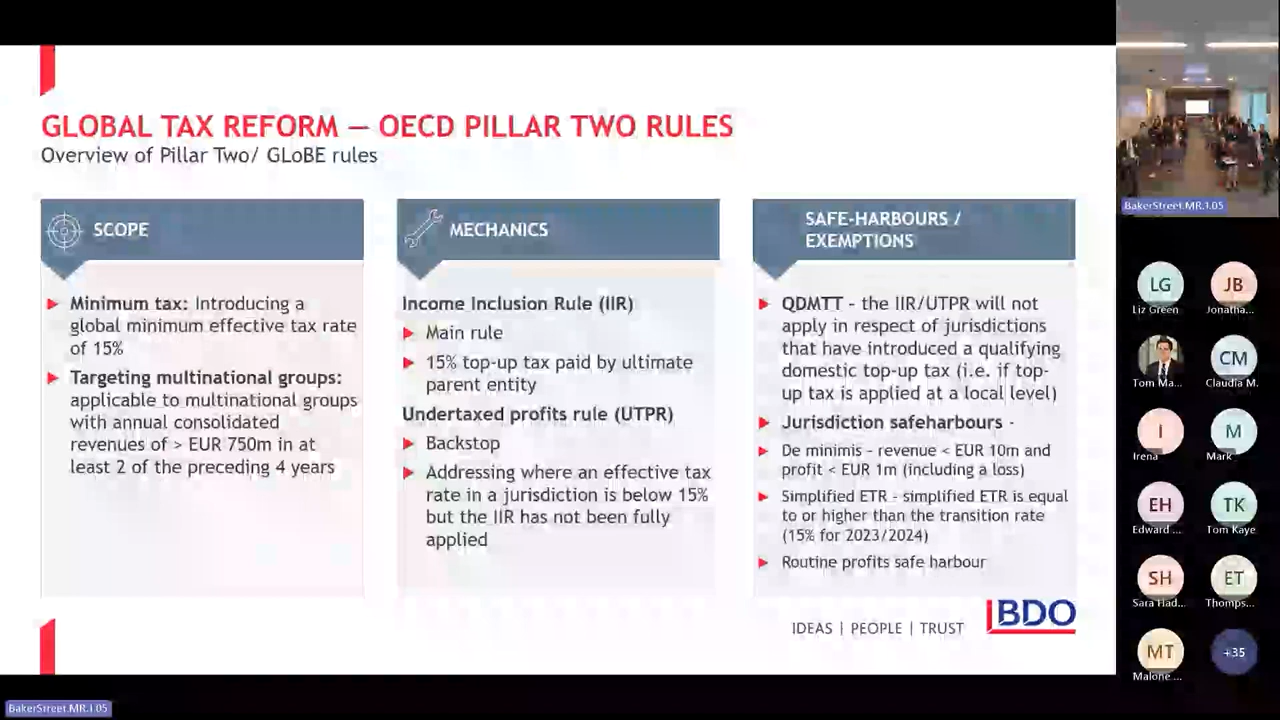 GLOBAL TAX REFORM — OECD PILLAR TWO RULES
Overview of Pillar Two/ GLoBE rules
SCOPE
Minimum tax: Introducing a
global minimum effective tax rate
of 15%
Targeting multinational groups:
applicable to multinational groups
with annual consolidated
revenues of > EUR 750m in at
least 2 of the preceding 4 years
MECHANICS
Income Inclusion Rule (IIR)
Main rule
15% top-up tax paid by ultimate
parent entity
Undertaxed profits rule (UTPR)
Backstop
Addressing where an effective tax
rate in a jurisdiction is below 15%
but the IIR has not been fully
applied
SAFE-HARBOURS /
EXEMPTIONS
QDMTT - the IIR/UTPR will not
apply in respect of jurisdictions
that have introduced a qualifying
domestic top-up tax (i.e. if top-
up tax is applied at a local level)
Jurisdiction safeharbours -
De minimis - revenue < EUR 10m and
profit < EUR 1m (including a loss)
Simplified ETR - simplified ETR is equal
to or higher than the transition rate
(15% for 2023/2024)
Routine profits safe harbour
IDEAS | PEOPLE | TRUST
BDO
BakerStreet.MR.1.05
BakerStreet.MR.1.05
LG
Liz Green
JB
Jonatha...
Tom Ma...
CM
Claudia M.
I
Irena
M
Mark
EH
Edward ...
TK
Tom Kaye
SH
Sara Had...
ET
Thomps...
MT
Malone ...
+35